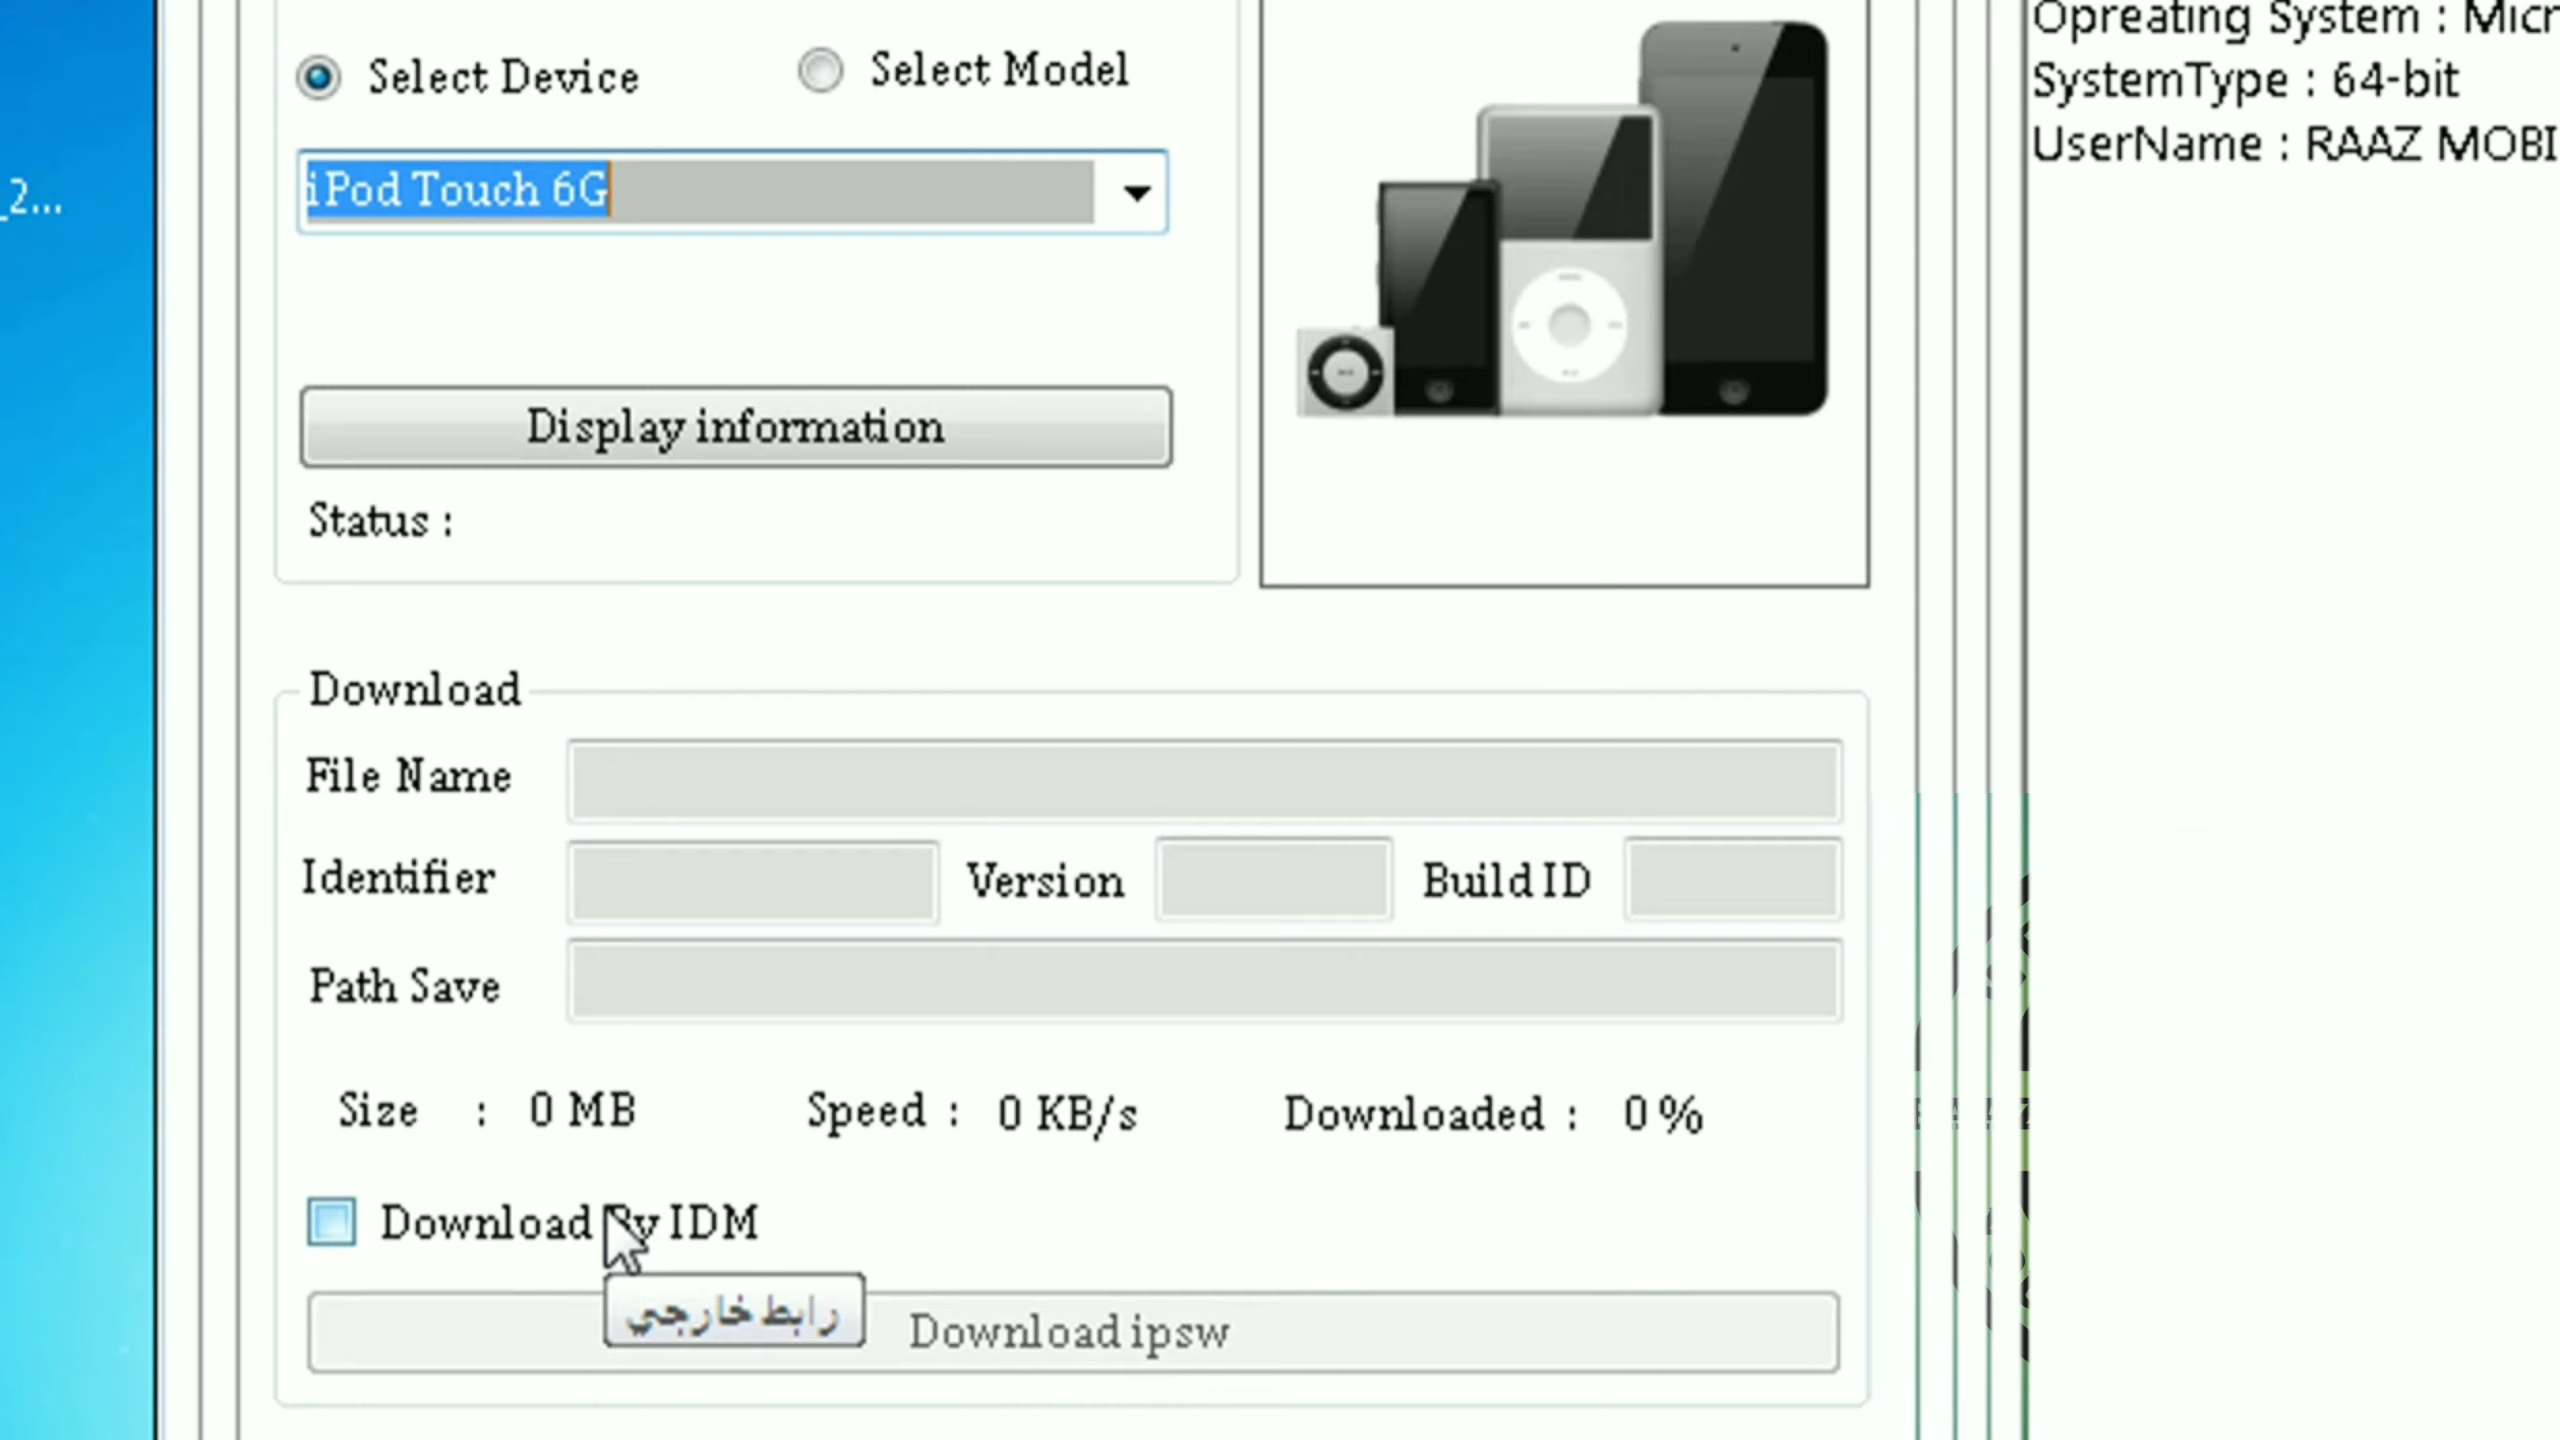 _2...
Select Device
Select Model
iPod Touch 6G
Display information
Status :
Download
File Name
Identifier
Version
Build ID
Path Save
Size : 0 MB
Speed : 0 KB/s
Downloaded : 0 %
Download By IDM
رابط خارجي
Download ipsw
Opreating System : Micr
SystemType : 64-bit
UserName : RAAZ MOBI